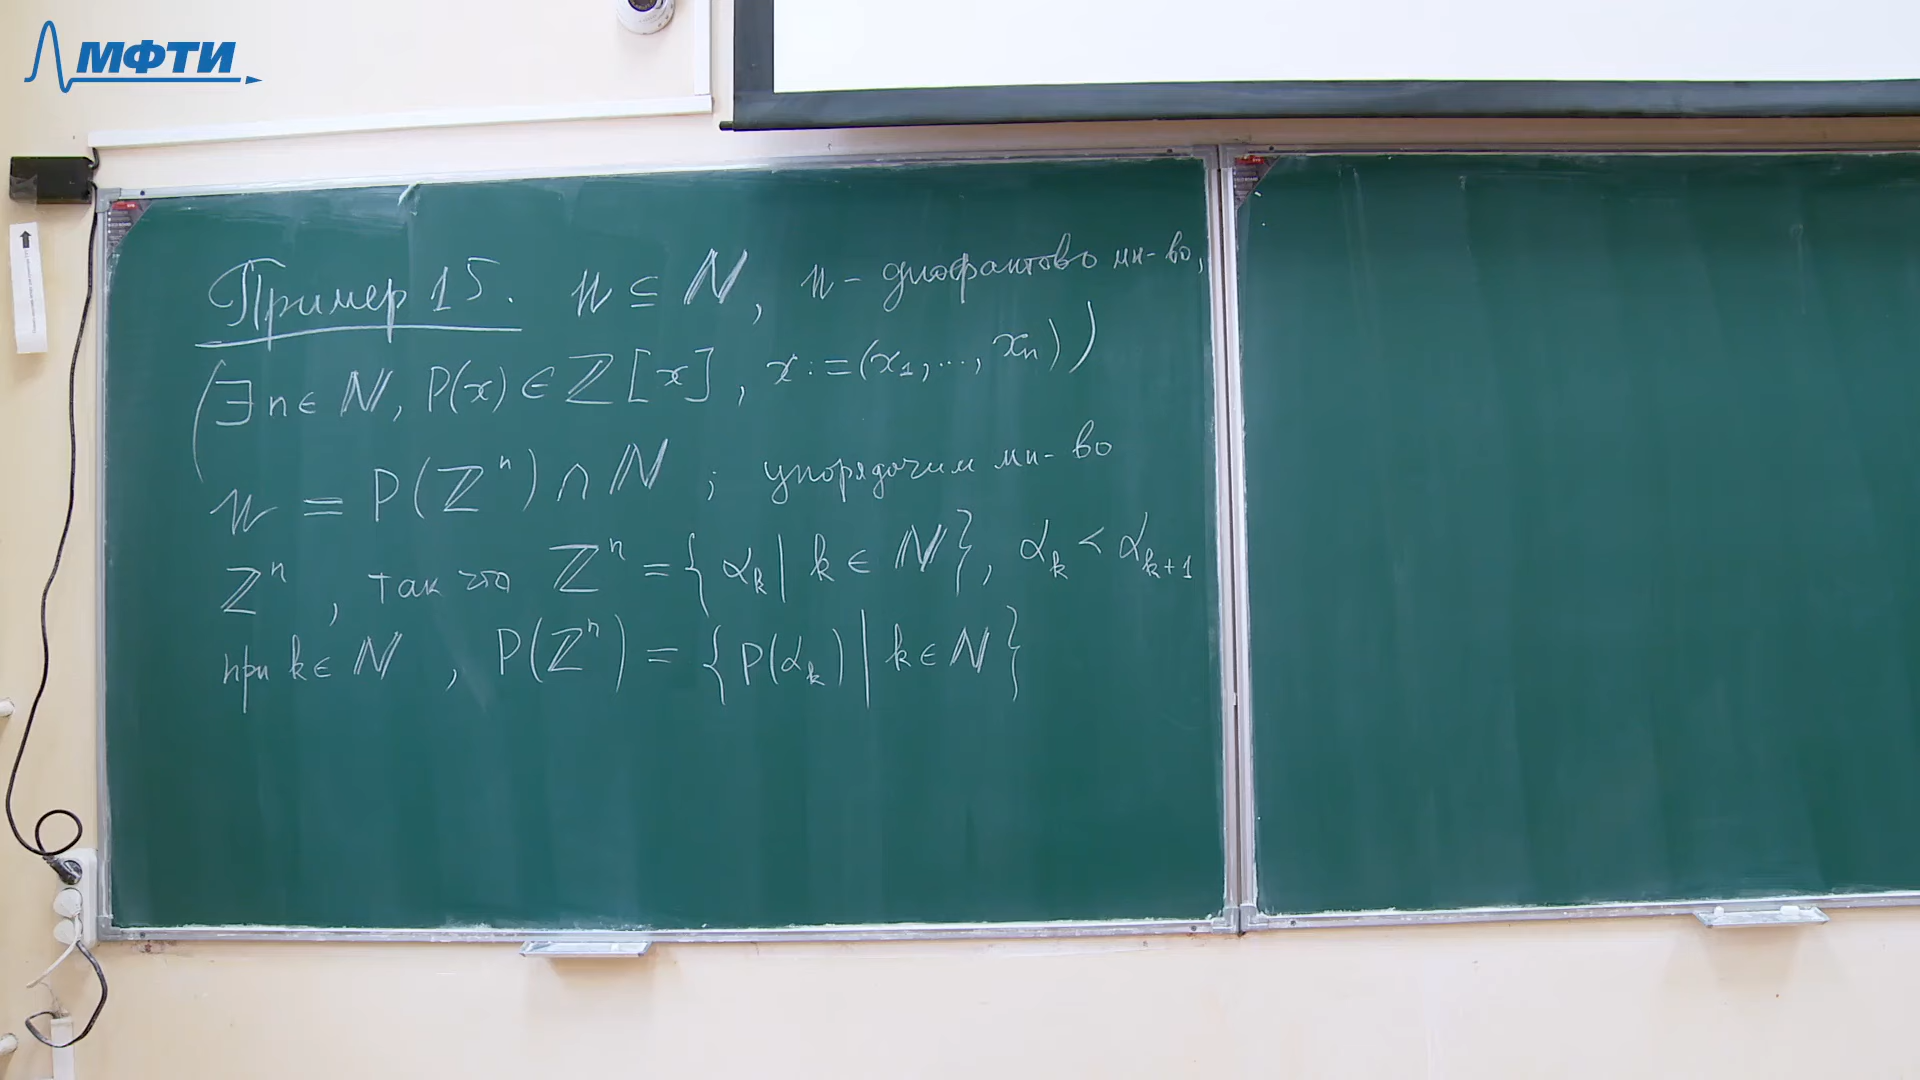 МФТИ
Пример 15. 𝓃 ⊆ ℕ, 𝓃 – диофантово мн-во,
(∃ n ∈ ℕ, P(x) ∈ ℤ[x], x := (x₁, ..., xₙ))
𝓃 = P(ℤⁿ) ∩ ℕ ; упорядочим мн-во
ℤⁿ, так что ℤⁿ = {αₖ | k ∈ ℕ}, αₖ < αₖ₊₁
при k ∈ ℕ, P(ℤⁿ) = {P(αₖ) | k ∈ ℕ}